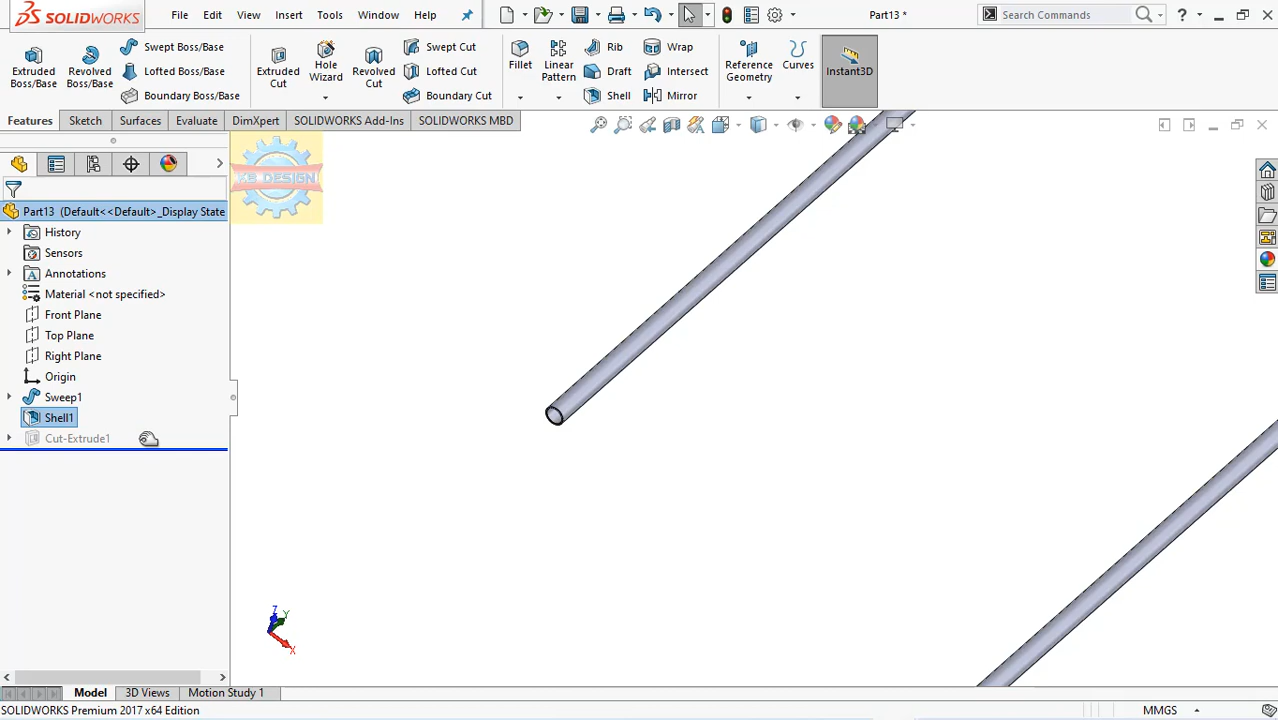 SOLIDWORKS
File Edit View Insert Tools Window Help
Part13 *
Search Commands
Extruded Boss/Base
Revolved Boss/Base
Swept Boss/Base
Lofted Boss/Base
Boundary Boss/Base
Extruded Cut
Hole Wizard
Revolved Cut
Swept Cut
Lofted Cut
Boundary Cut
Fillet
Linear Pattern
Rib
Draft
Shell
Wrap
Intersect
Mirror
Reference Geometry
Curves
Instant3D
Features Sketch Surfaces Evaluate DimXpert SOLIDWORKS Add-Ins SOLIDWORKS MBD
KB DESIGN
Part13 (Default<<Default>_Display State
History
Sensors
Annotations
Material <not specified>
Front Plane
Top Plane
Right Plane
Origin
Sweep1
Shell1
Cut-Extrude1
Z
Y
X
Model 3D Views Motion Study 1
SOLIDWORKS Premium 2017 x64 Edition
MMGS